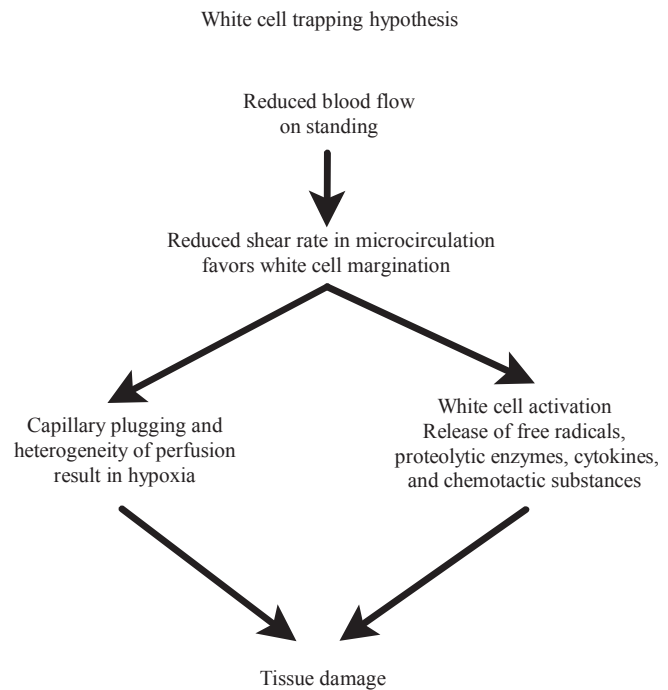 White cell trapping hypothesis
Reduced blood flow
on standing
Reduced shear rate in microcirculation
favors white cell margination
Capillary plugging and
heterogeneity of perfusion
result in hypoxia
White cell activation
Release of free radicals,
proteolytic enzymes, cytokines,
and chemotactic substances
Tissue damage